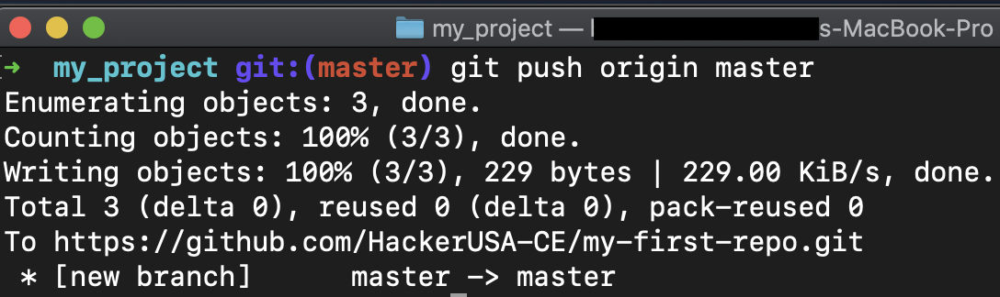 my_project — s-MacBook-Pro
➜ my_project git:(master) git push origin master
Enumerating objects: 3, done.
Counting objects: 100% (3/3), done.
Writing objects: 100% (3/3), 229 bytes | 229.00 KiB/s, done.
Total 3 (delta 0), reused 0 (delta 0), pack-reused 0
To https://github.com/HackerUSA-CE/my-first-repo.git
 * [new branch]      master -> master